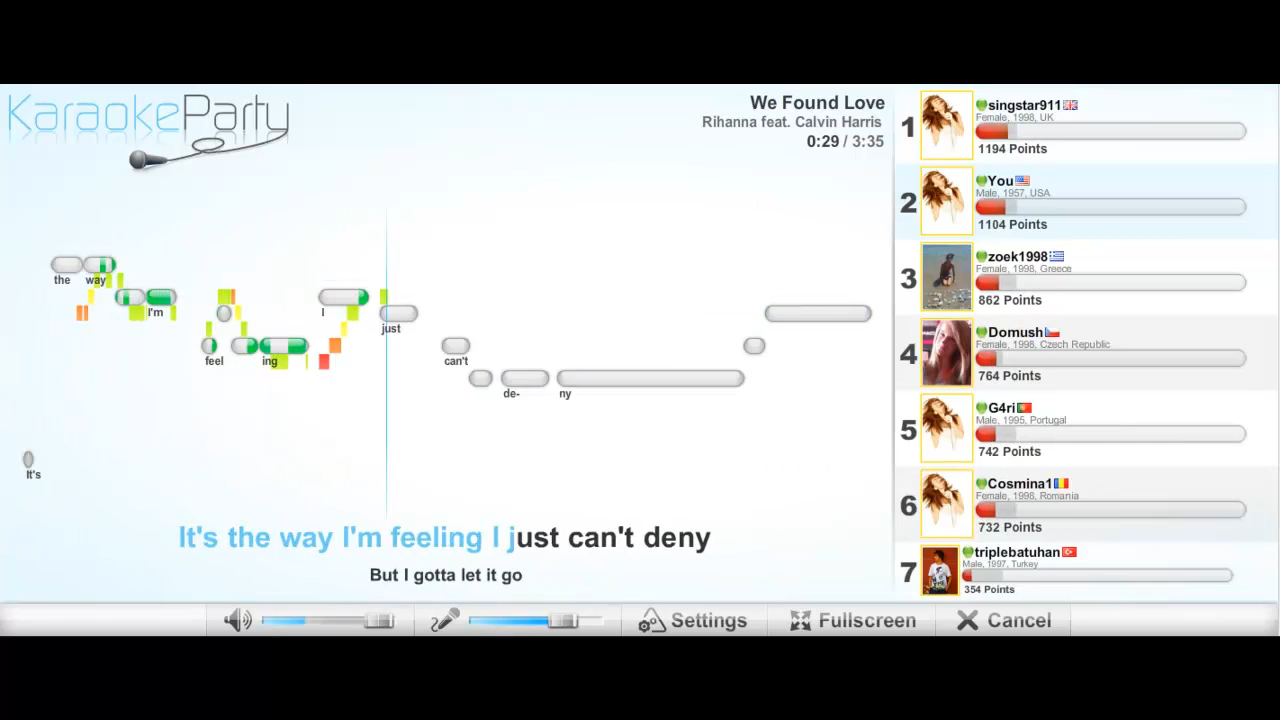 KaraokeParty
We Found Love
Rihanna feat. Calvin Harris
0:29 / 3:35
the way
I'm
feel
ing
I
just
can't
de-
ny
It's
It's the way I'm feeling I just can't deny
But I gotta let it go
1
singstar911
Female, 1998, UK
1194 Points
2
You
Male, 1957, USA
1104 Points
3
zoek1998
Female, 1998, Greece
862 Points
4
Domush
Female, 1998, Czech Republic
764 Points
5
G4ri
Male, 1995, Portugal
742 Points
6
Cosmina1
Female, 1998, Romania
732 Points
7
triplebatuhan
Male, 1997, Turkey
354 Points
Settings
Fullscreen
Cancel